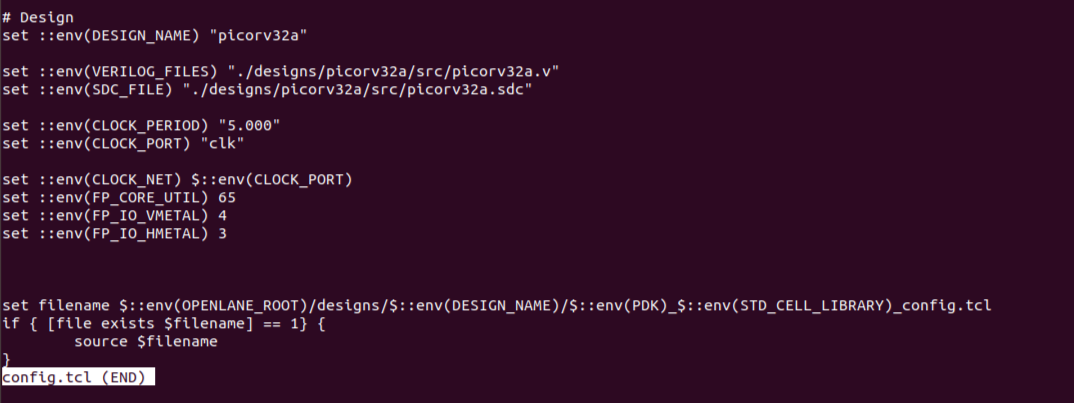 # Design
set ::env(DESIGN_NAME) "picorv32a"
set ::env(VERILOG_FILES) "./designs/picorv32a/src/picorv32a.v"
set ::env(SDC_FILE) "./designs/picorv32a/src/picorv32a.sdc"
set ::env(CLOCK_PERIOD) "5.000"
set ::env(CLOCK_PORT) "clk"
set ::env(CLOCK_NET) $::env(CLOCK_PORT)
set ::env(FP_CORE_UTIL) 65
set ::env(FP_IO_VMETAL) 4
set ::env(FP_IO_HMETAL) 3
set filename $::env(OPENLANE_ROOT)/designs/$::env(DESIGN_NAME)/$::env(PDK)_$::env(STD_CELL_LIBRARY)_config.tcl
if { [file exists $filename] == 1} {
        source $filename
}
config.tcl (END)